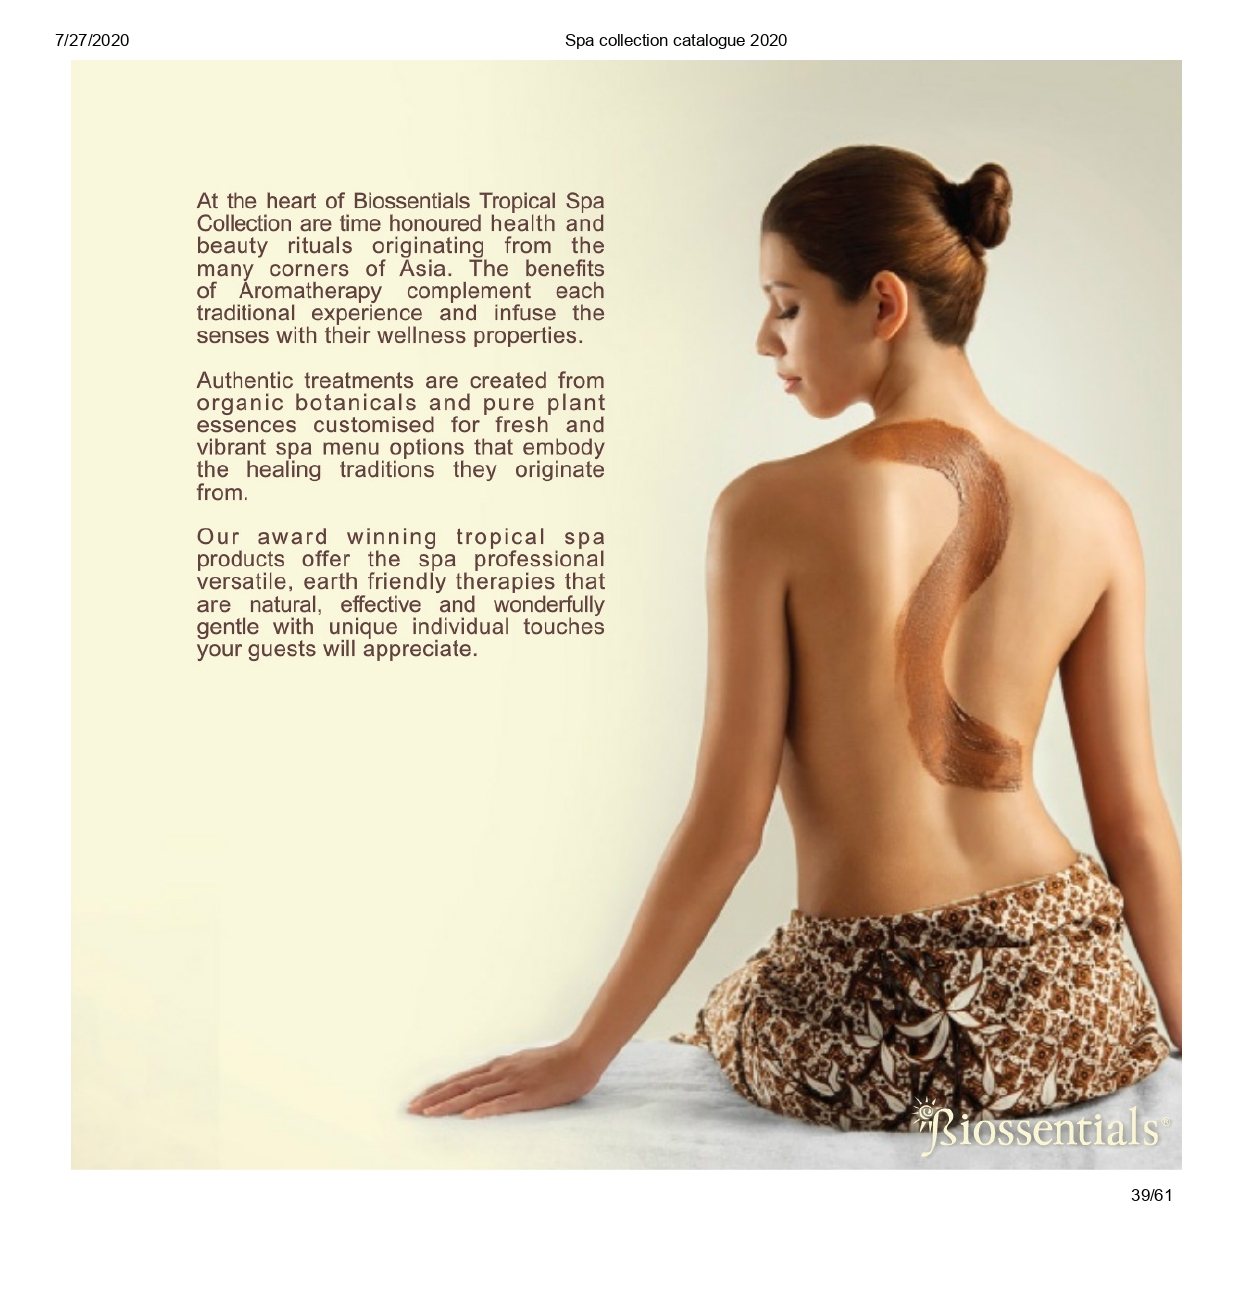 7/27/2020 Spa collection catalogue 2020
At the heart of Biossentials Tropical Spa
Collection are time honoured health and
beauty rituals originating from the
many corners of Asia. The benefits
of Aromatherapy complement each
traditional experience and infuse the
senses with their wellness properties.
Authentic treatments are created from
organic botanicals and pure plant
essences customised for fresh and
vibrant spa menu options that embody
the healing traditions they originate
from.
Our award winning tropical spa
products offer the spa professional
versatile, earth friendly therapies that
are natural, effective and wonderfully
gentle with unique individual touches
your guests will appreciate.
Biossentials®
39/61